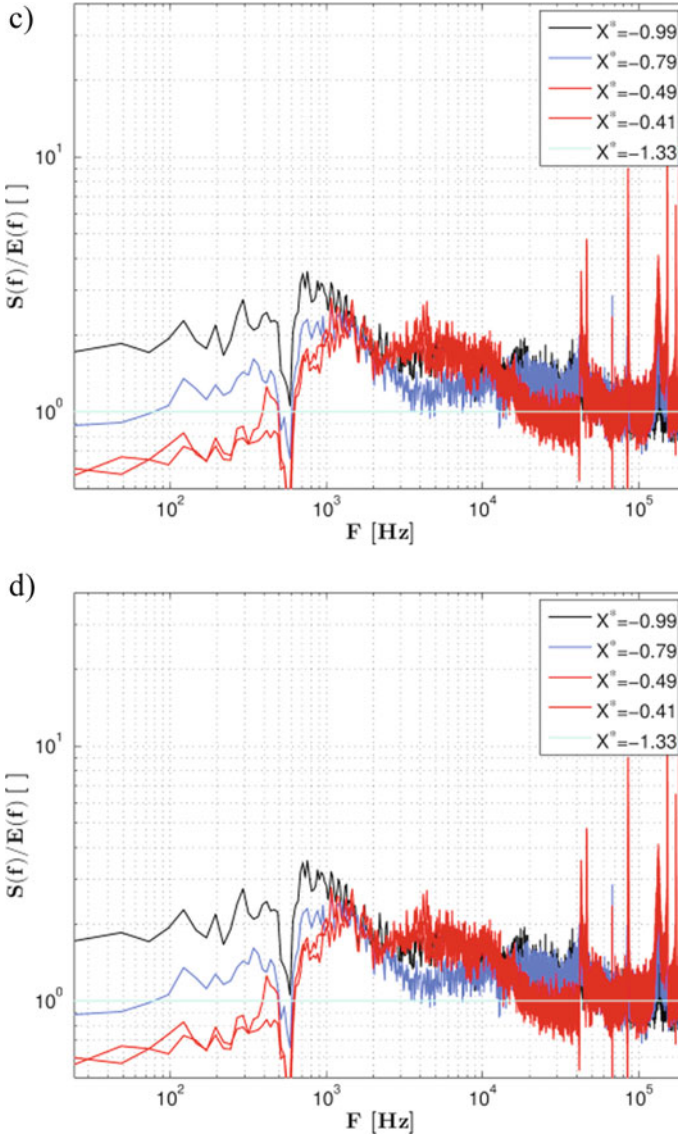 c)
X*=−0.99
X*=−0.79
X*=−0.49
X*=−0.41
X*=−1.33
S(f)/E(f) [ ]
10¹
10⁰
10² 10³ 10⁴ 10⁵
F [Hz]
d)
X*=−0.99
X*=−0.79
X*=−0.49
X*=−0.41
X*=−1.33
S(f)/E(f) [ ]
10¹
10⁰
10² 10³ 10⁴ 10⁵
F [Hz]